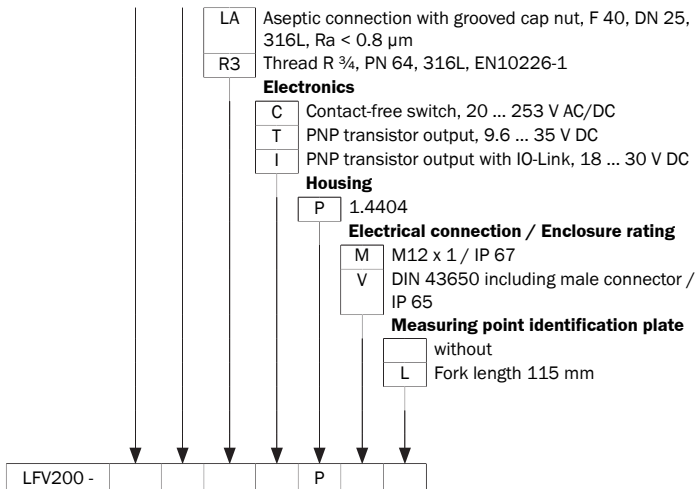 LA Aseptic connection with grooved cap nut, F 40, DN 25,
316L, Ra < 0.8 µm
R3 Thread R ¾, PN 64, 316L, EN10226-1
Electronics
C Contact-free switch, 20 ... 253 V AC/DC
T PNP transistor output, 9.6 ... 35 V DC
I PNP transistor output with IO-Link, 18 ... 30 V DC
Housing
P 1.4404
Electrical connection / Enclosure rating
M M12 x 1 / IP 67
V DIN 43650 including male connector /
IP 65
Measuring point identification plate
without
L Fork length 115 mm
LFV200 - P